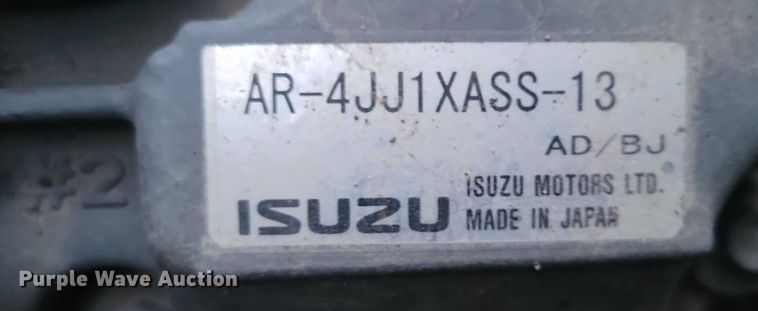 AR-4JJ1XASS-13
AD/BJ
#2
ISUZU
ISUZU MOTORS LTD.
MADE IN JAPAN
Purple Wave Auction